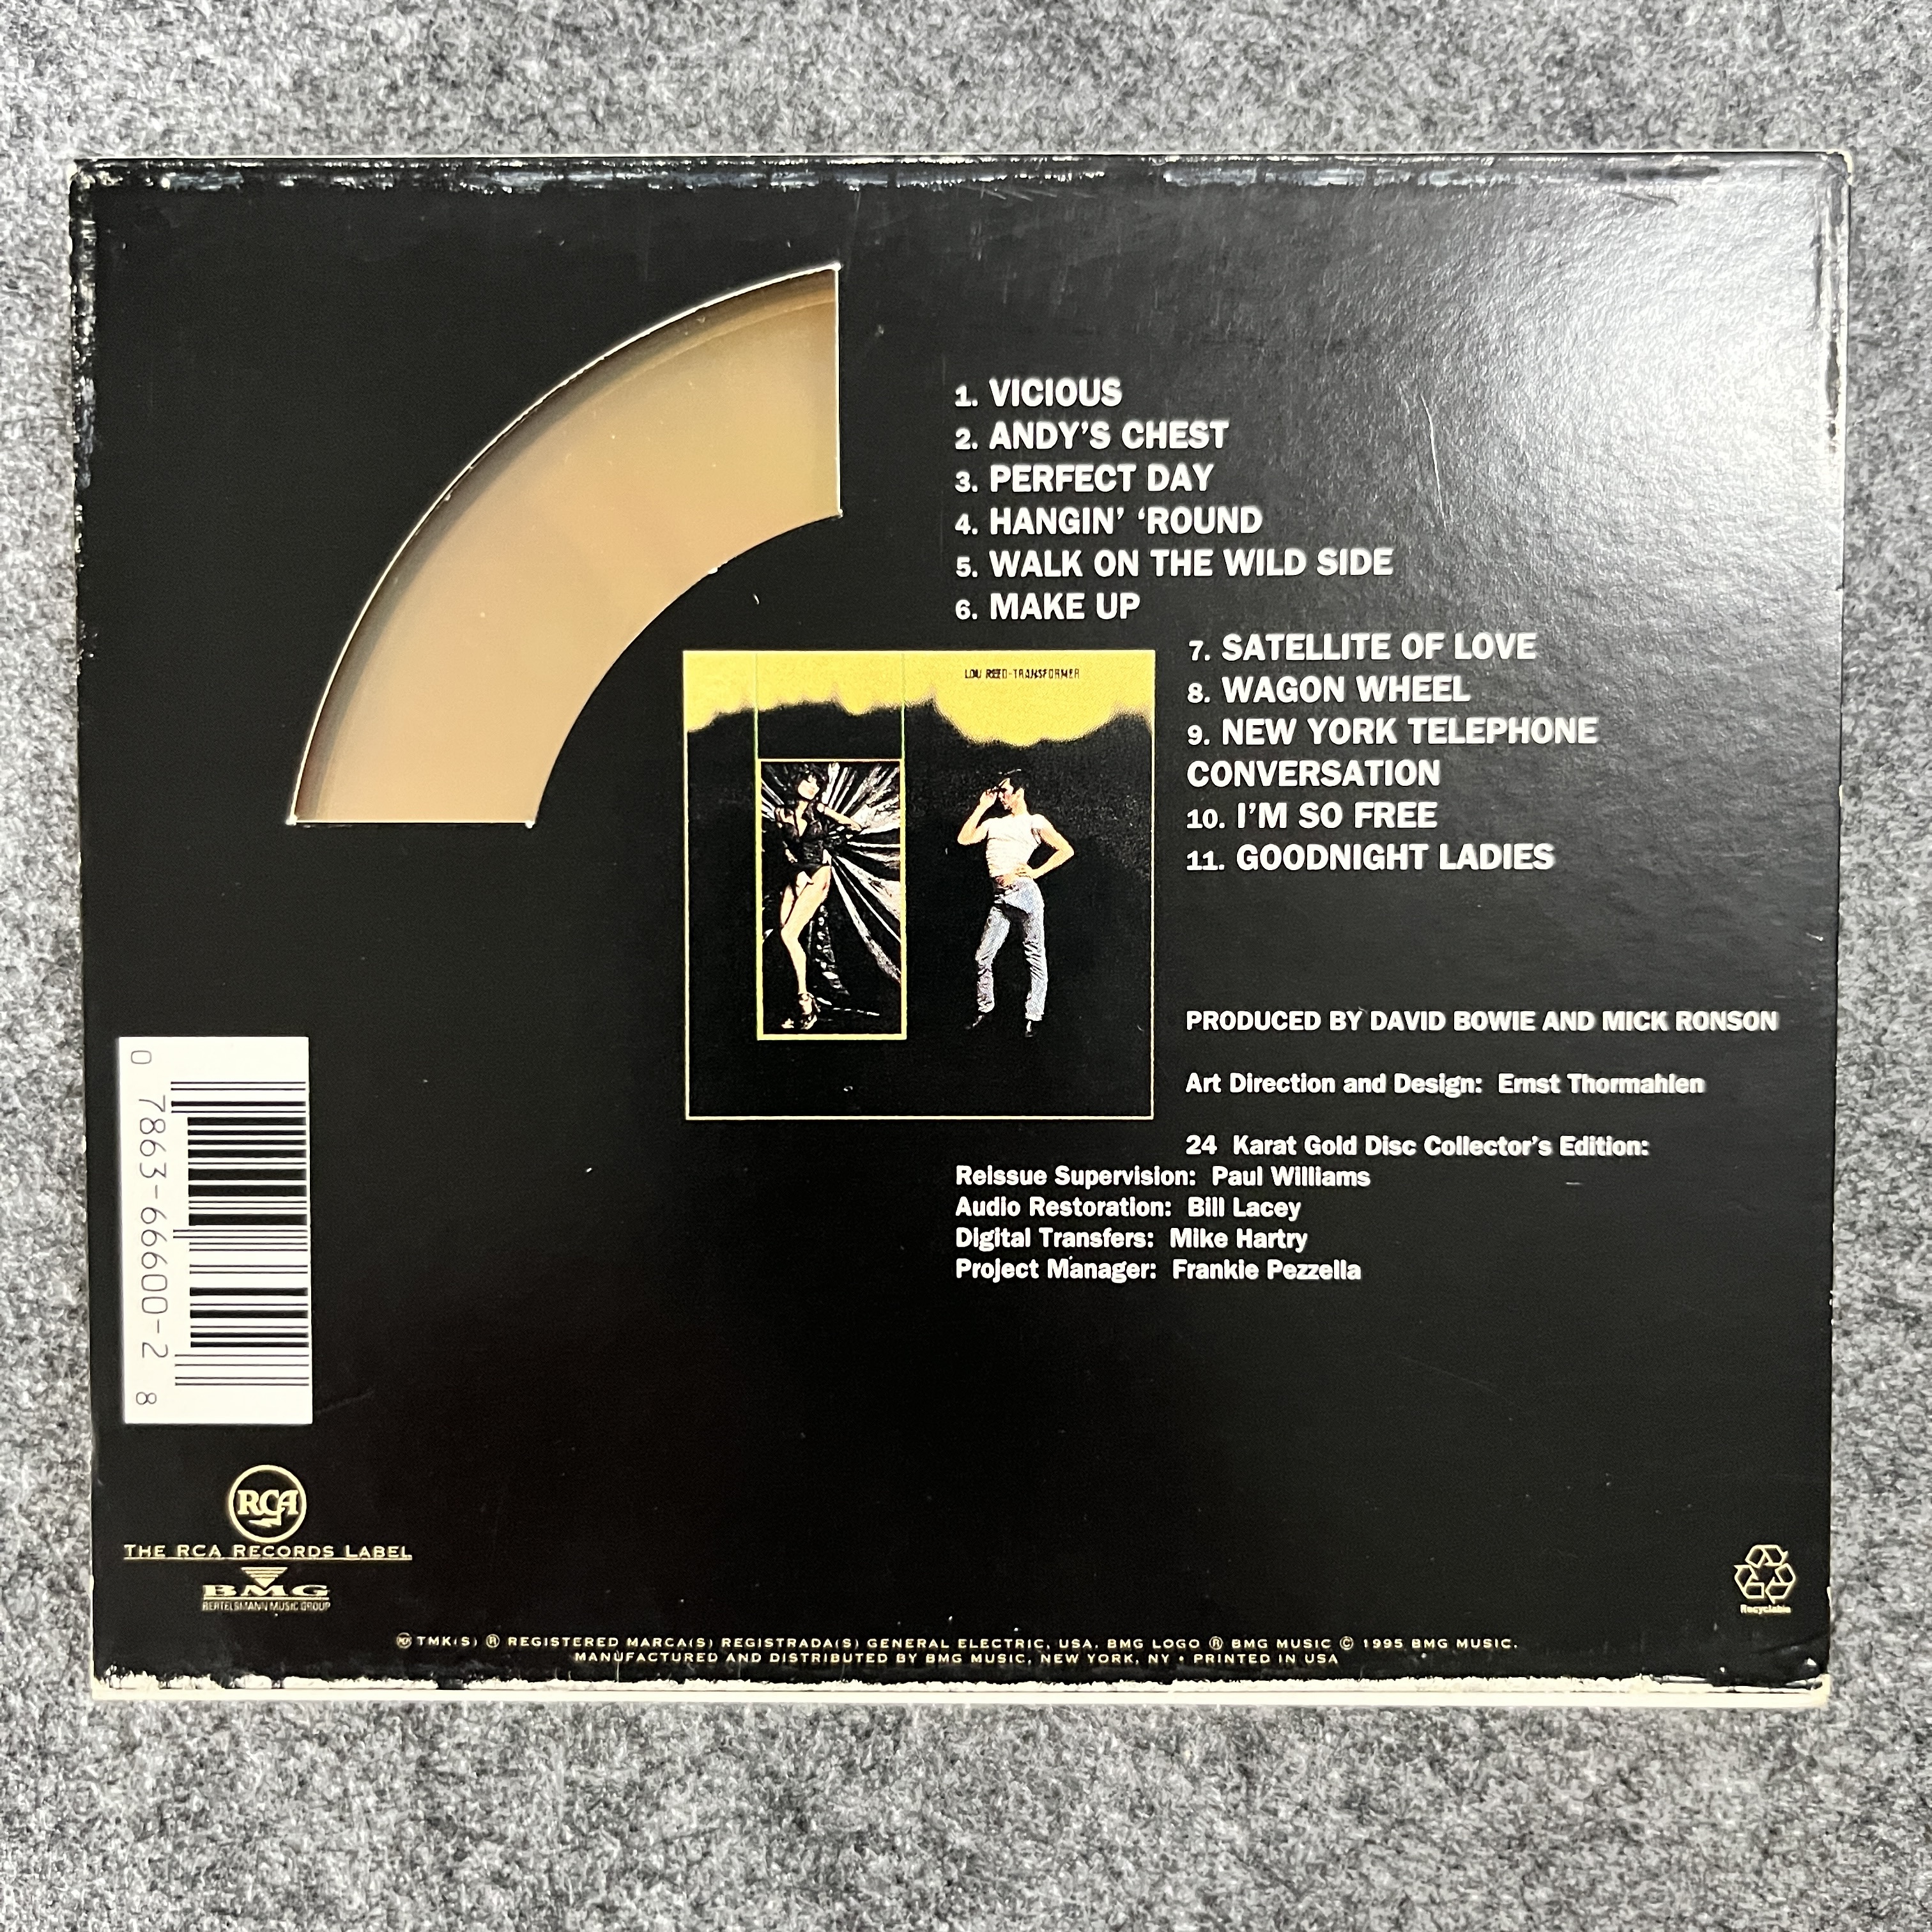 1. VICIOUS
2. ANDY'S CHEST
3. PERFECT DAY
4. HANGIN' 'ROUND
5. WALK ON THE WILD SIDE
6. MAKE UP
7. SATELLITE OF LOVE
8. WAGON WHEEL
9. NEW YORK TELEPHONE
CONVERSATION
10. I'M SO FREE
11. GOODNIGHT LADIES
LOU REED-TRANSFORMER
PRODUCED BY DAVID BOWIE AND MICK RONSON
Art Direction and Design: Ernst Thormahlen
24 Karat Gold Disc Collector's Edition:
Reissue Supervision: Paul Williams
Audio Restoration: Bill Lacey
Digital Transfers: Mike Hartry
Project Manager: Frankie Pezzella
0 7863-66600-2 8
RCA
THE RCA RECORDS LABEL
BMG
BERTELSMANN MUSIC GROUP
Recyclable
TMK(S) ® REGISTERED MARCA(S) REGISTRADA(S) GENERAL ELECTRIC, USA. BMG LOGO ® BMG MUSIC © 1995 BMG MUSIC.
MANUFACTURED AND DISTRIBUTED BY BMG MUSIC, NEW YORK, NY • PRINTED IN USA